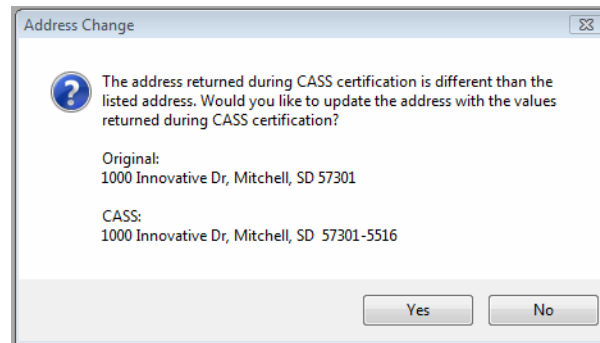 Address Change
The address returned during CASS certification is different than the
listed address. Would you like to update the address with the values
returned during CASS certification?
Original:
1000 Innovative Dr, Mitchell, SD 57301
CASS:
1000 Innovative Dr, Mitchell, SD  57301-5516
Yes
No